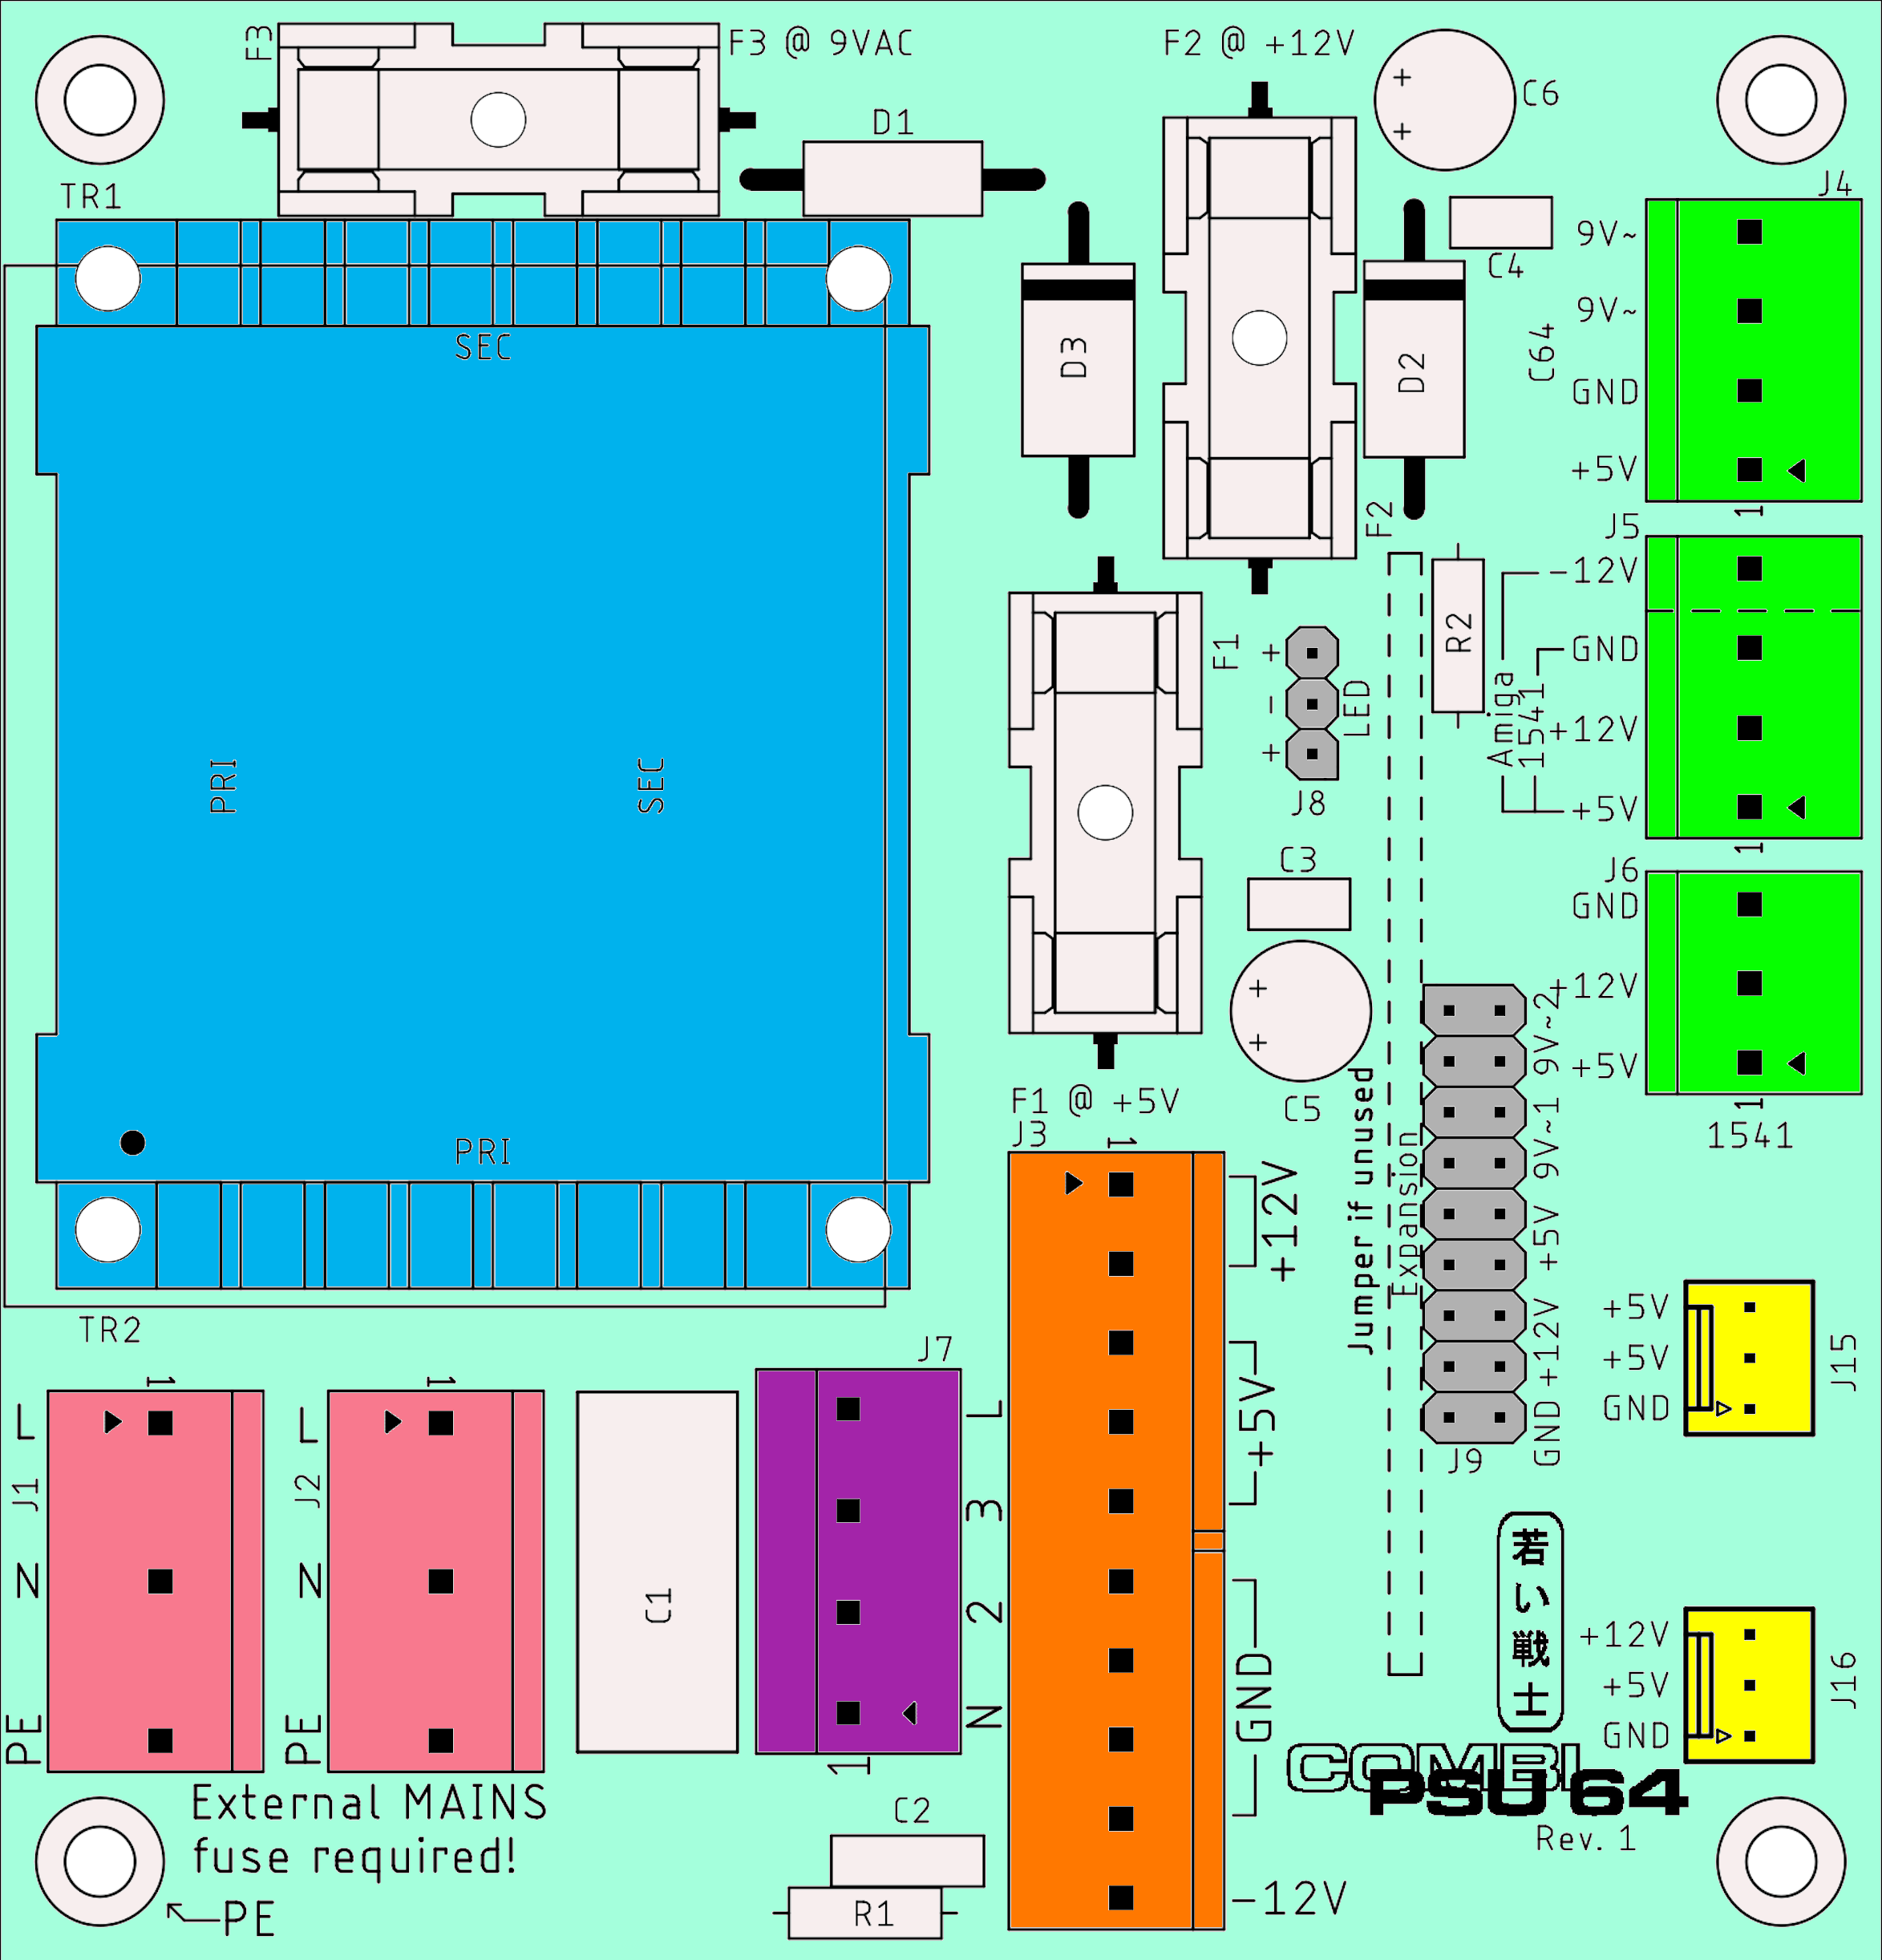 F3
F3 @ 9VAC
F2 @ +12V
C6
D1
TR1
J4
9V~
C4
9V~
SEC
D3
D2
C64
GND
+5V
F2
1
J5
-12V
R2
F1
+
GND
-
LED
Amiga
1541
+12V
+
PRI
SEC
J8
+5V
1
C3
J6
GND
+12V
+5V
9V~2
1
F1 @ +5V
C5
+
+
+
+
J3
1
1541
PRI
Jumper if unused
Expansion
9V~1
+5V
+12V
GND
+12V
TR2
+5V
+5V
GND
J15
J7
1
1
L
J1
N
PE
L
J2
N
PE
C1
L
3
2
N
1
+5V
GND
-12V
J9
若い戦士
+12V
+5V
GND
J16
COMBI
PSU 64
Rev. 1
External MAINS
fuse required!
PE
C2
R1